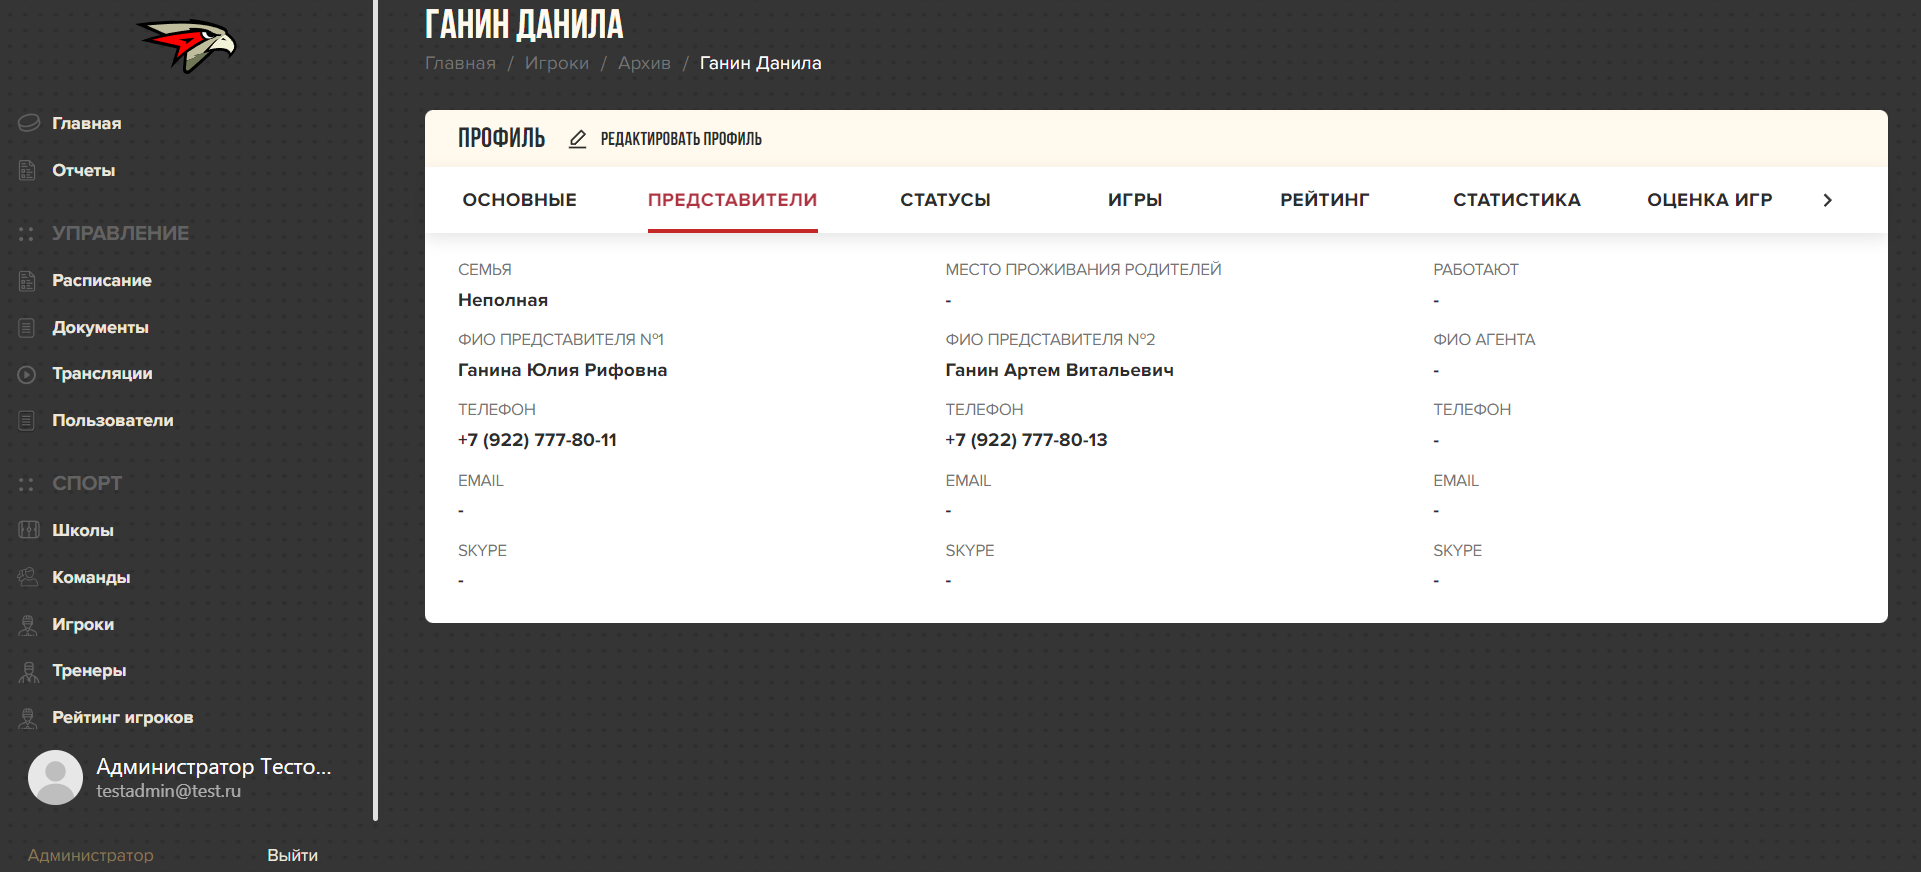 Главная
Отчеты
УПРАВЛЕНИЕ
Расписание
Документы
Трансляции
Пользователи
СПОРТ
Школы
Команды
Игроки
Тренеры
Рейтинг игроков
Администратор Тесто...
testadmin@test.ru
Администратор Выйти
ГАНИН ДАНИЛА
Главная / Игроки / Архив / Ганин Данила
ПРОФИЛЬ РЕДАКТИРОВАТЬ ПРОФИЛЬ
ОСНОВНЫЕ ПРЕДСТАВИТЕЛИ СТАТУСЫ ИГРЫ РЕЙТИНГ СТАТИСТИКА ОЦЕНКА ИГР
СЕМЬЯ МЕСТО ПРОЖИВАНИЯ РОДИТЕЛЕЙ РАБОТАЮТ
Неполная - -
ФИО ПРЕДСТАВИТЕЛЯ №1 ФИО ПРЕДСТАВИТЕЛЯ №2 ФИО АГЕНТА
Ганина Юлия Рифовна Ганин Артем Витальевич -
ТЕЛЕФОН ТЕЛЕФОН ТЕЛЕФОН
+7 (922) 777-80-11 +7 (922) 777-80-13 -
EMAIL EMAIL EMAIL
- - -
SKYPE SKYPE SKYPE
- - -